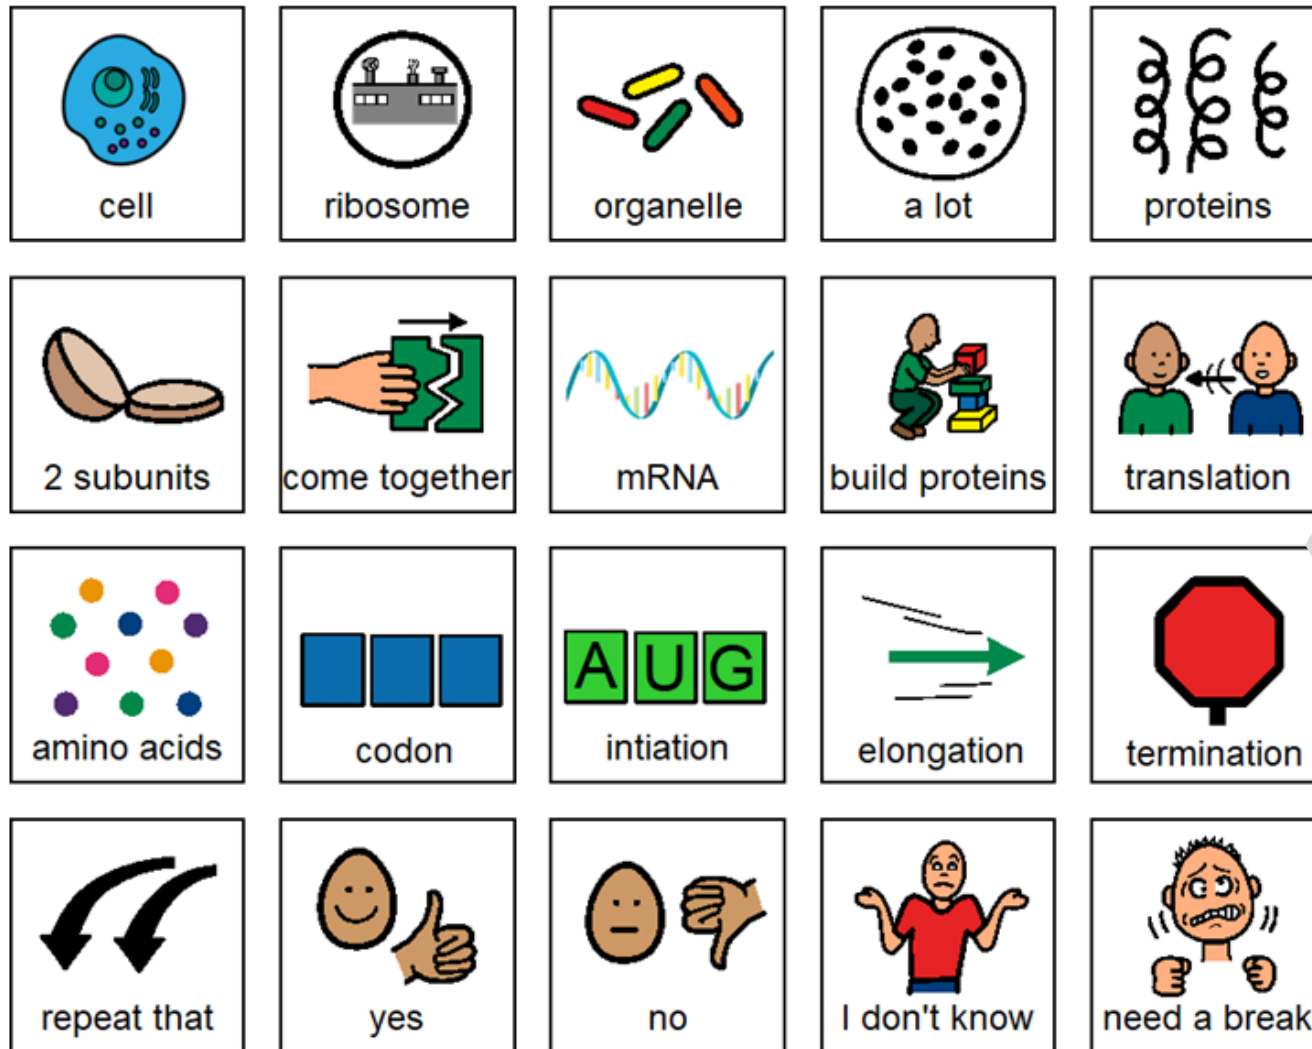 cell
ribosome
organelle
a lot
proteins
2 subunits
come together
mRNA
build proteins
translation
amino acids
codon
A U G
intiation
elongation
termination
repeat that
yes
no
I don't know
need a break